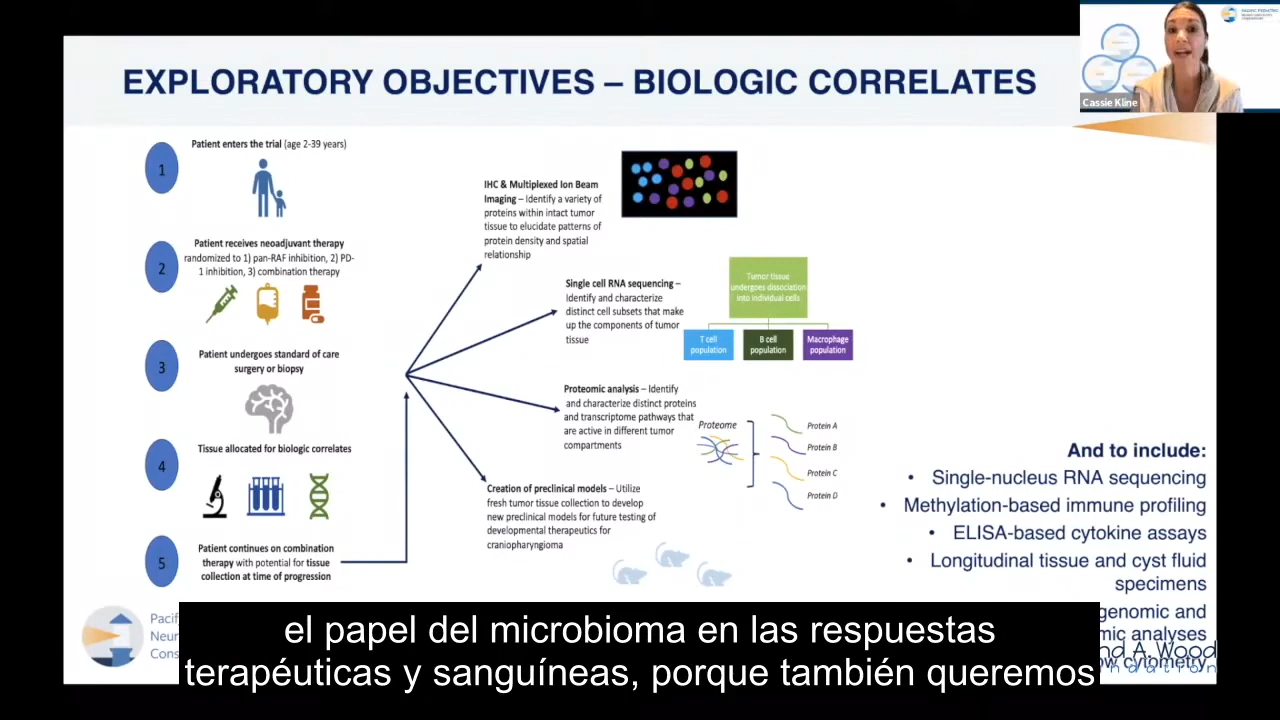 EXPLORATORY OBJECTIVES – BIOLOGIC CORRELATES
Cassie Kline
1
Patient enters the trial (age 2-39 years)
2
Patient receives neoadjuvant therapy
randomized to 1) pan-RAF inhibition, 2) PD-
1 inhibition, 3) combination therapy
3
Patient undergoes standard of care
surgery or biopsy
4
Tissue allocated for biologic correlates
5
Patient continues on combination
therapy with potential for tissue
collection at time of progression
IHC & Multiplexed Ion Beam
Imaging – Identify a variety of
proteins within intact tumor
tissue to elucidate patterns of
protein density and spatial
relationship
Single cell RNA sequencing –
Identify and characterize
distinct cell subsets that make
up the components of tumor
tissue
Tumor tissue
undergoes dissociation
into individual cells
T cell
population
B cell
population
Macrophage
population
Proteomic analysis – Identify
and characterize distinct proteins
and transcriptome pathways that
are active in different tumor
compartments
Proteome
Protein A
Protein B
Protein C
Protein D
Creation of preclinical models – Utilize
fresh tumor tissue collection to develop
new preclinical models for future testing of
developmental therapeutics for
craniopharyngioma
And to include:
• Single-nucleus RNA sequencing
• Methylation-based immune profiling
• ELISA-based cytokine assays
• Longitudinal tissue and cyst fluid
specimens
genomic and
analyses
cytometry
A. Wood
el papel del microbioma en las respuestas
terapéuticas y sanguíneas, porque también queremos